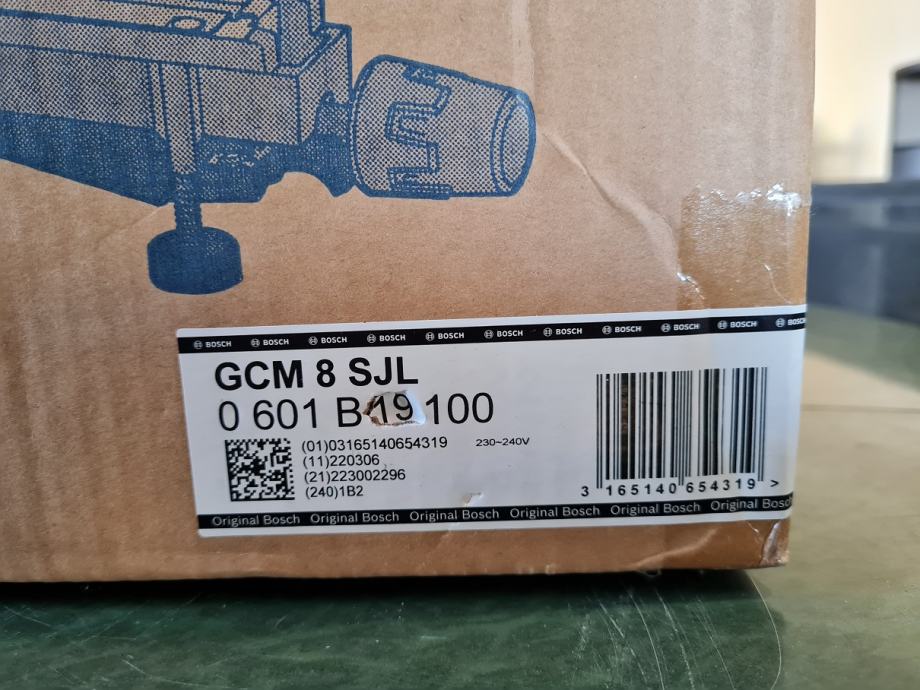 BOSCH BOSCH BOSCH BOSCH BOSCH BOSCH BOSCH BOSCH BOSCH BOSCH BOSCH
GCM 8 SJL
0 601 B19 100
(01)03165140654319 230~240V
(11)220306
(21)223002296
(240)1B2
3 165140 654319 >
Original Bosch Original Bosch Original Bosch Original Bosch Original Bosch Original Bosch